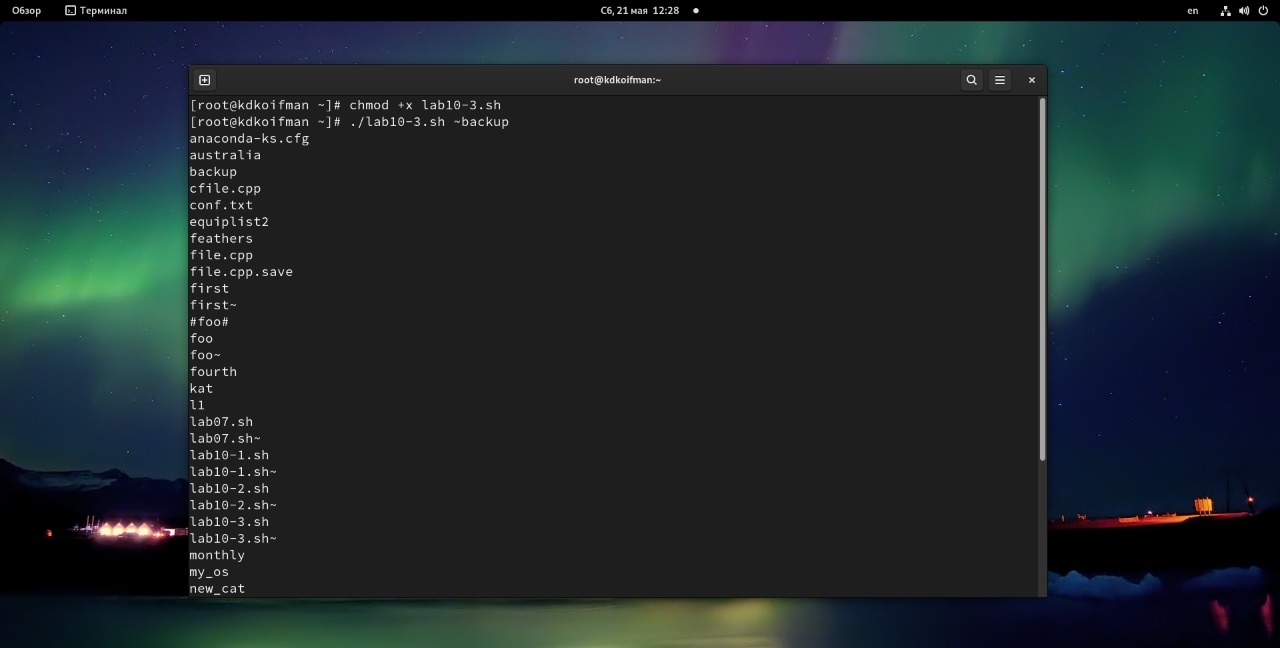 Обзор Терминал Сб, 21 мая 12:28 en
root@kdkoifman:~
[root@kdkoifman ~]# chmod +x lab10-3.sh
[root@kdkoifman ~]# ./lab10-3.sh ~backup
anaconda-ks.cfg
australia
backup
cfile.cpp
conf.txt
equiplist2
feathers
file.cpp
file.cpp.save
first
first~
#foo#
foo
foo~
fourth
kat
l1
lab07.sh
lab07.sh~
lab10-1.sh
lab10-1.sh~
lab10-2.sh
lab10-2.sh~
lab10-3.sh
lab10-3.sh~
monthly
my_os
new_cat